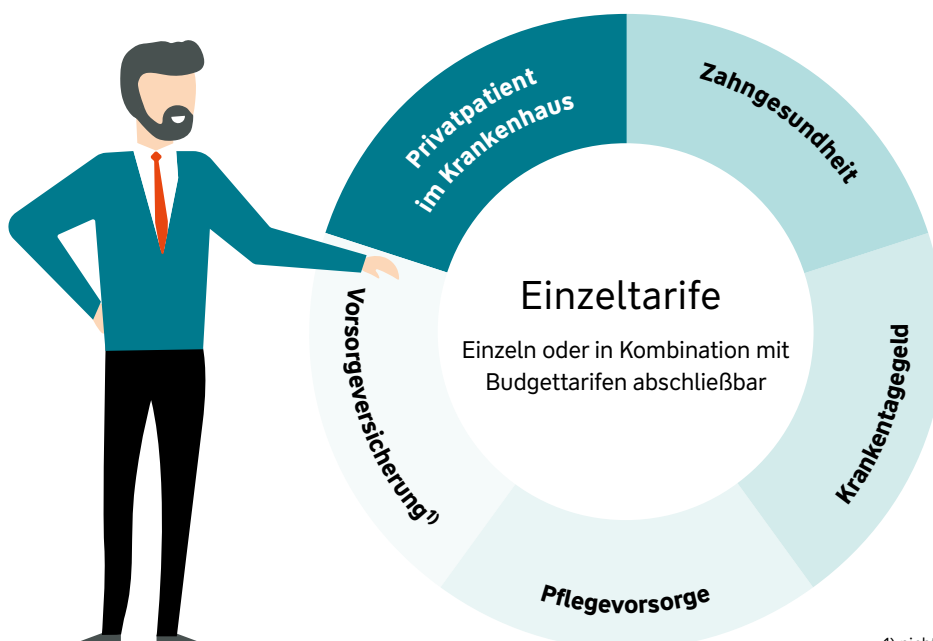 Privatpatient
im Krankenhaus
Zahngesundheit
Krankentagegeld
Pflegevorsorge
Vorsorgeversicherung¹⁾
Einzeltarife
Einzeln oder in Kombination mit
Budgettarifen abschließbar